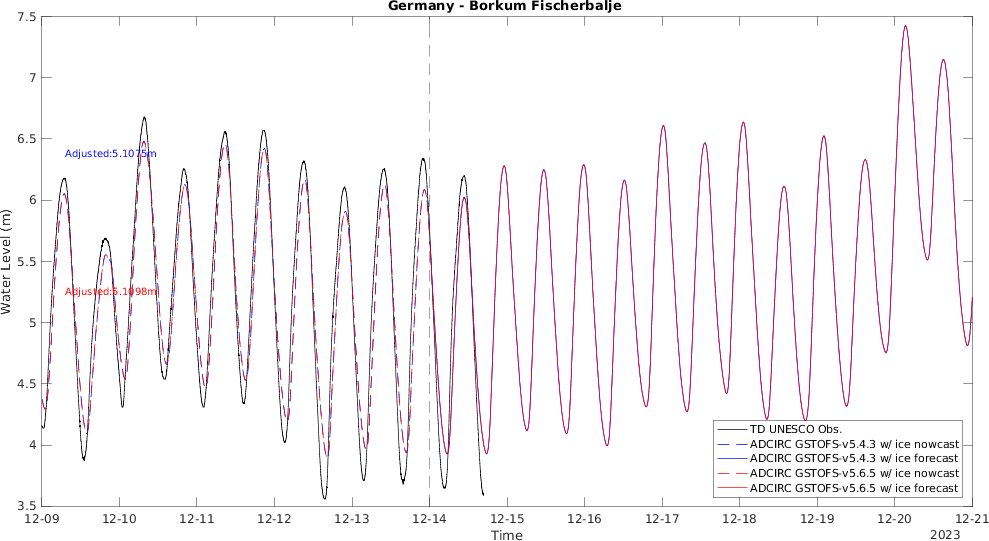 Germany - Borkum Fischerbalje
7.5
7
6.5
6
5.5
5
4.5
4
3.5
Water Level (m)
Adjusted:5.1075m
Adjusted:5.1098m
TD UNESCO Obs.
ADCIRC GSTOFS-v5.4.3 w/ ice nowcast
ADCIRC GSTOFS-v5.4.3 w/ ice forecast
ADCIRC GSTOFS-v5.6.5 w/ ice nowcast
ADCIRC GSTOFS-v5.6.5 w/ ice forecast
12-09 12-10 12-11 12-12 12-13 12-14 12-15 12-16 12-17 12-18 12-19 12-20 12-21
Time
2023